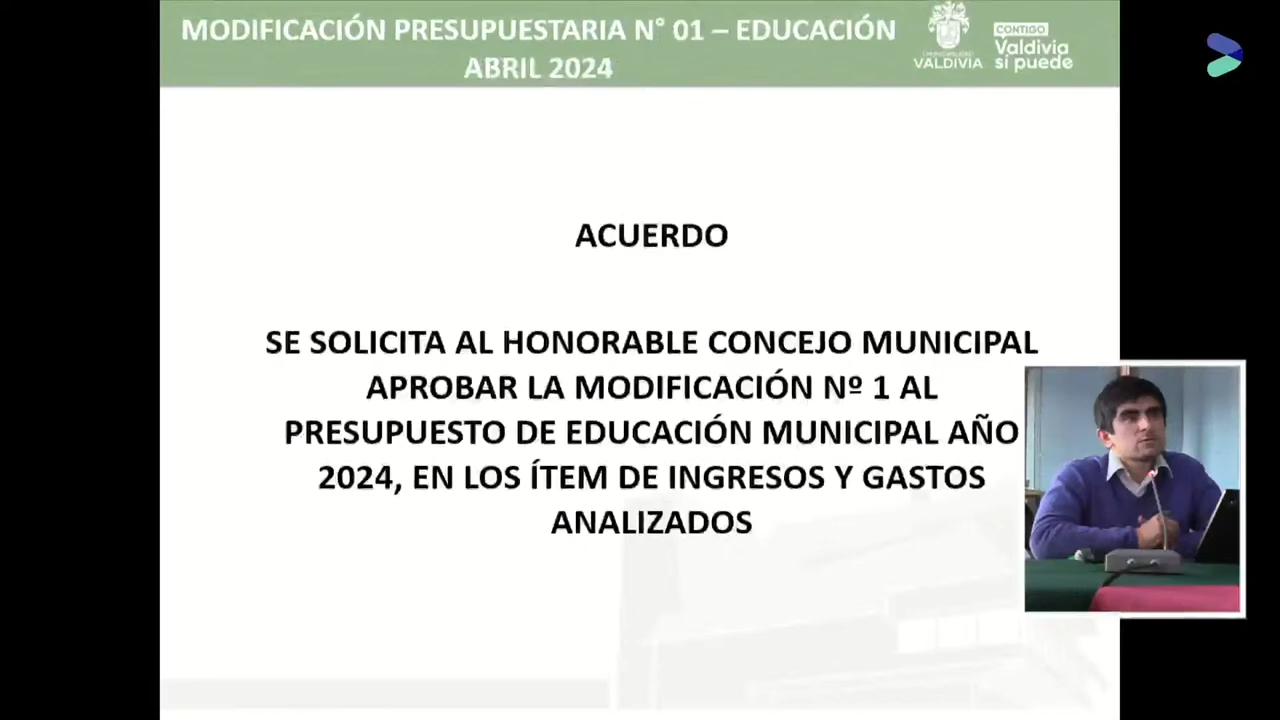 MODIFICACIÓN PRESUPUESTARIA N° 01 – EDUCACIÓN
ABRIL 2024
VALDIVIA
CONTIGO
Valdivia
sí puede
ACUERDO
SE SOLICITA AL HONORABLE CONCEJO MUNICIPAL
APROBAR LA MODIFICACIÓN Nº 1 AL
PRESUPUESTO DE EDUCACIÓN MUNICIPAL AÑO
2024, EN LOS ÍTEM DE INGRESOS Y GASTOS
ANALIZADOS